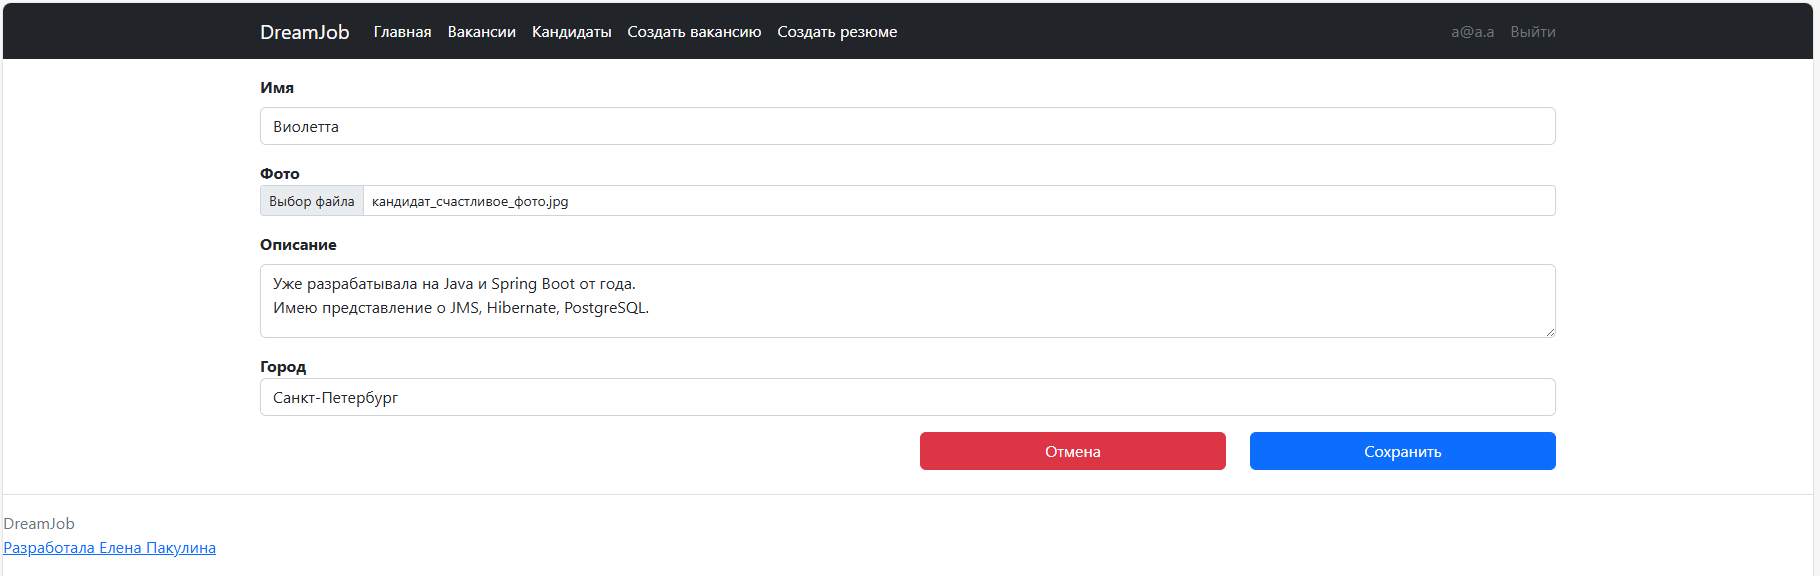 DreamJob Главная Вакансии Кандидаты Создать вакансию Создать резюме a@a.a Выйти
Имя
Виолетта
Фото
Выбор файла кандидат_счастливое_фото.jpg
Описание
Уже разрабатывала на Java и Spring Boot от года.
Имею представление о JMS, Hibernate, PostgreSQL.
Город
Санкт-Петербург
Отмена Сохранить
DreamJob
Разработала Елена Пакулина